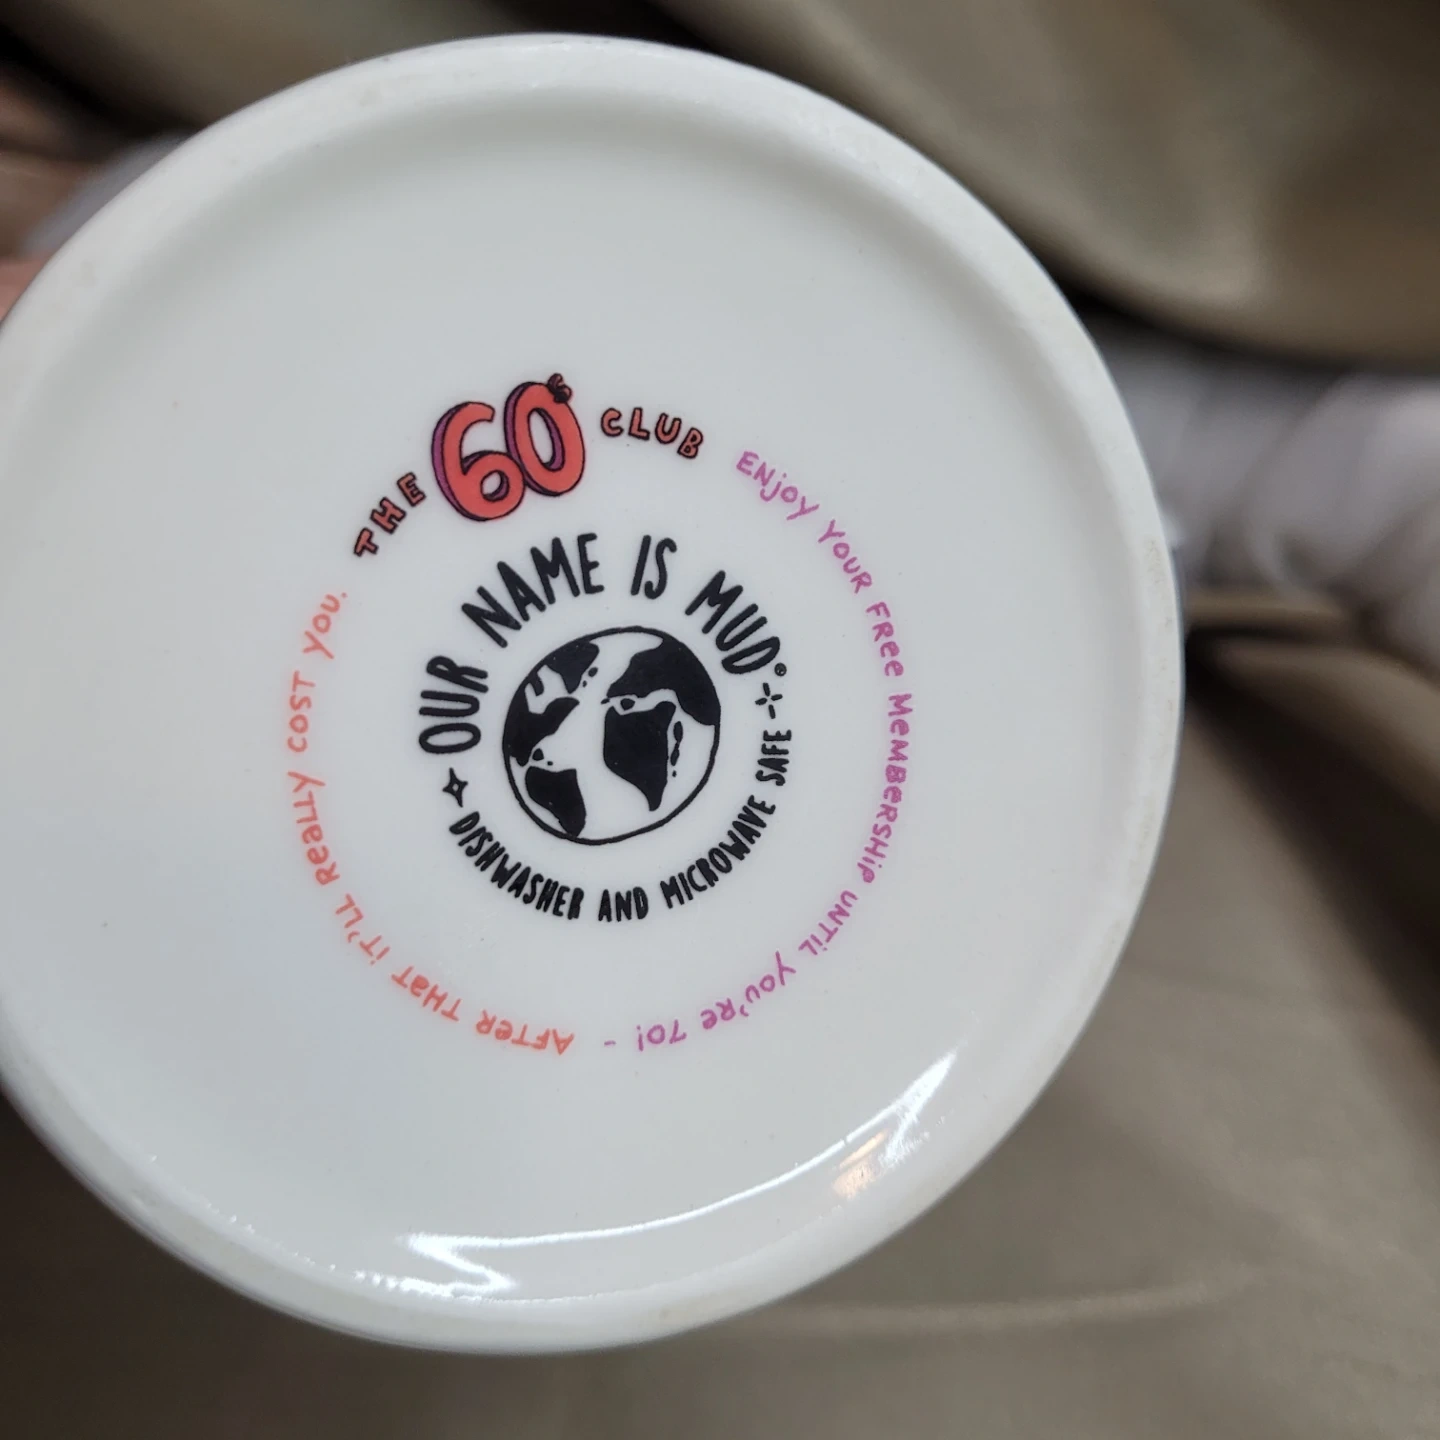 THE 60s CLUB
ENJOY YOUR FREE MEMBERSHIP UNTIL YOU'RE 70! - AFTER THAT IT'LL REALLY COST YOU.
OUR NAME IS MUD®
DISHWASHER AND MICROWAVE SAFE